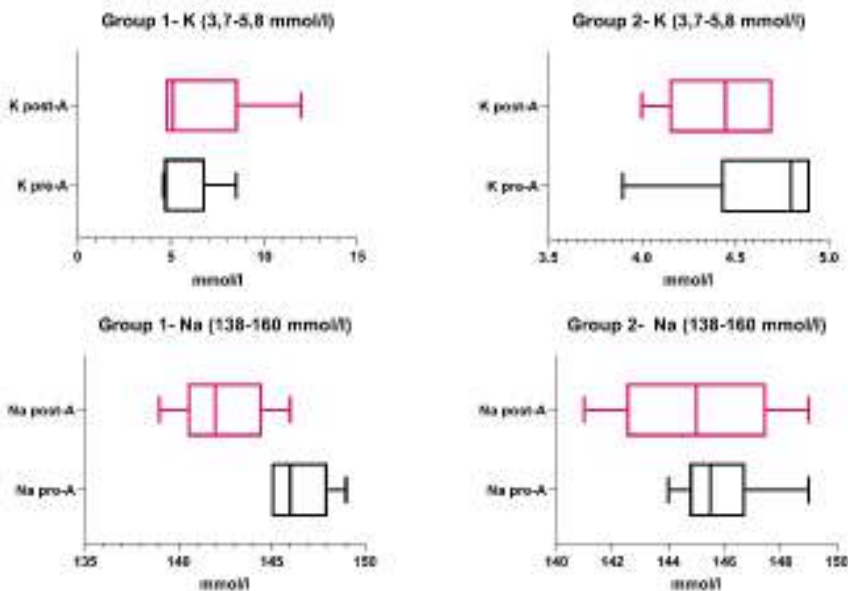 Group 1- K (3,7-5,8 mmol/l)
K post-A
K pro-A
0 5 10 15
mmol/l
Group 2- K (3,7-5,8 mmol/l)
K post-A
K pro-A
3.5 4.0 4.5 5.0
mmol/l
Group 1- Na (138-160 mmol/l)
Na post-A
Na pro-A
135 140 145 150
mmol/l
Group 2- Na (138-160 mmol/l)
Na post-A
Na pro-A
140 142 144 146 148 150
mmol/l